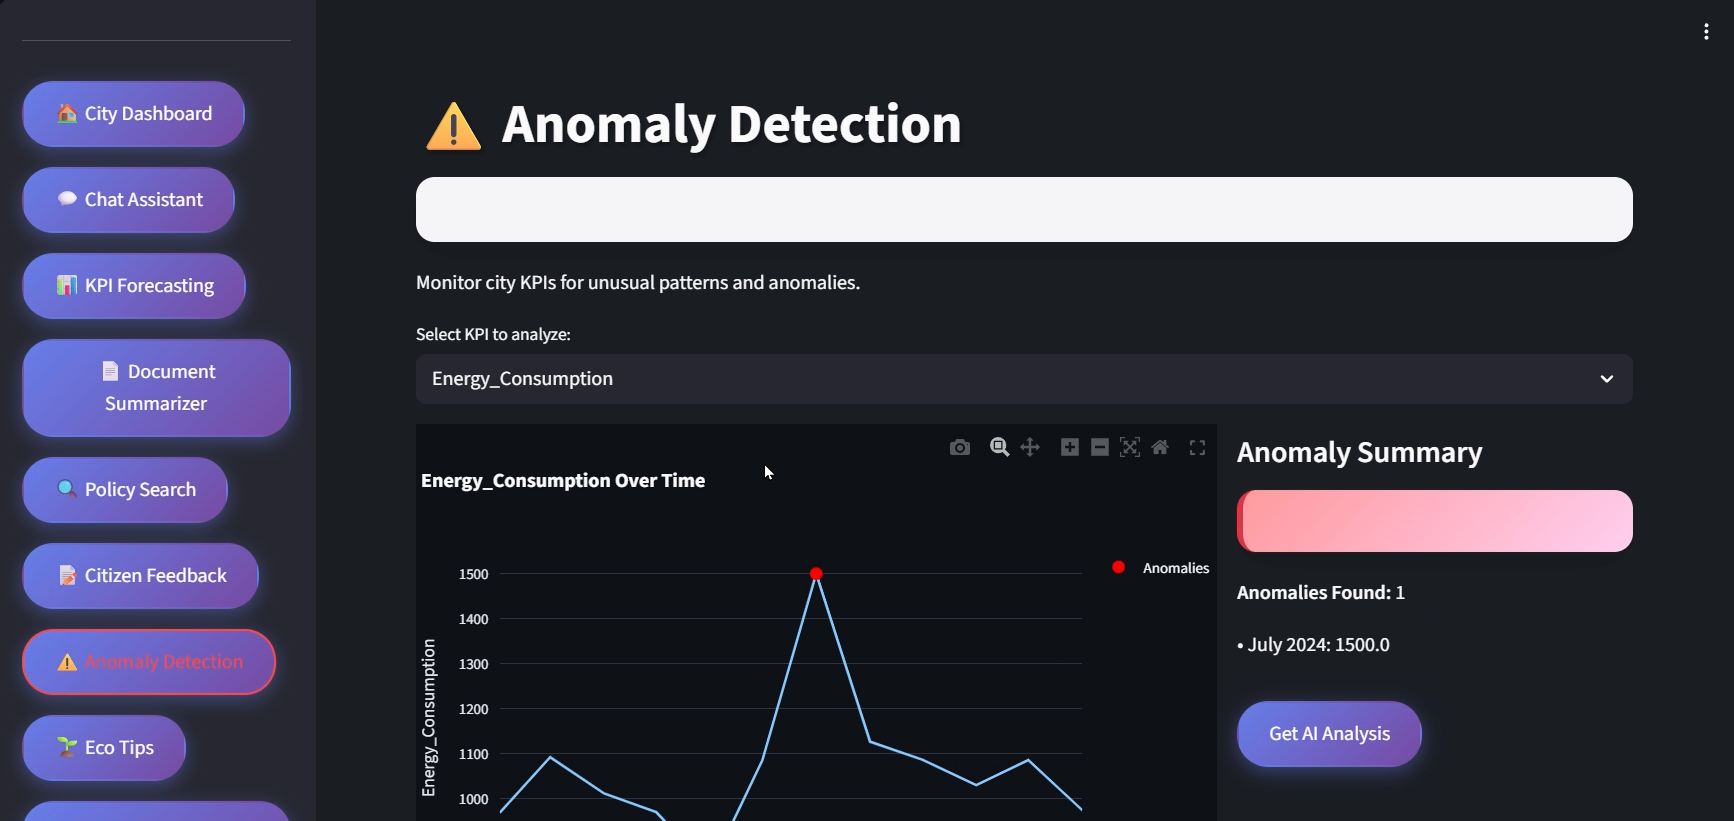 City Dashboard
Chat Assistant
KPI Forecasting
Document
Summarizer
Policy Search
Citizen Feedback
Anomaly Detection
Eco Tips
Anomaly Detection
Monitor city KPIs for unusual patterns and anomalies.
Select KPI to analyze:
Energy_Consumption
Energy_Consumption Over Time
1500
1400
1300
1200
1100
1000
Energy_Consumption
Anomalies
Anomaly Summary
Anomalies Found: 1
• July 2024: 1500.0
Get AI Analysis